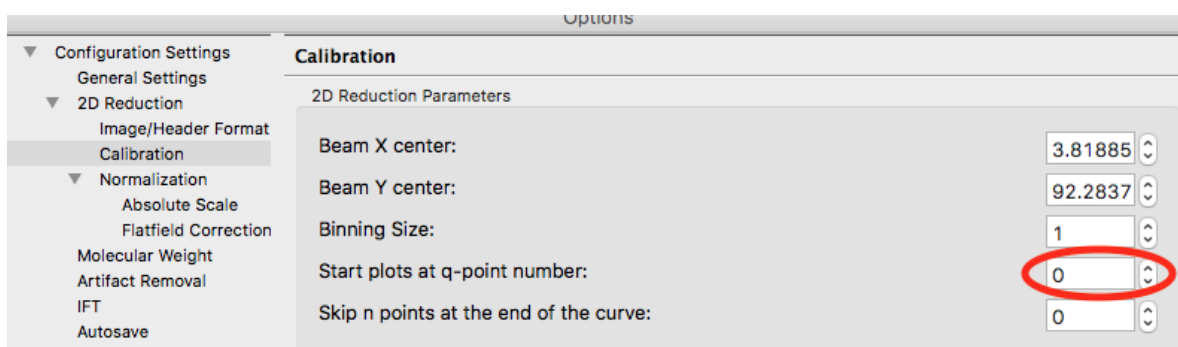 Options
Configuration Settings
General Settings
2D Reduction
Image/Header Format
Calibration
Normalization
Absolute Scale
Flatfield Correction
Molecular Weight
Artifact Removal
IFT
Autosave
Calibration
2D Reduction Parameters
Beam X center: 3.81885
Beam Y center: 92.2837
Binning Size: 1
Start plots at q-point number: 0
Skip n points at the end of the curve: 0